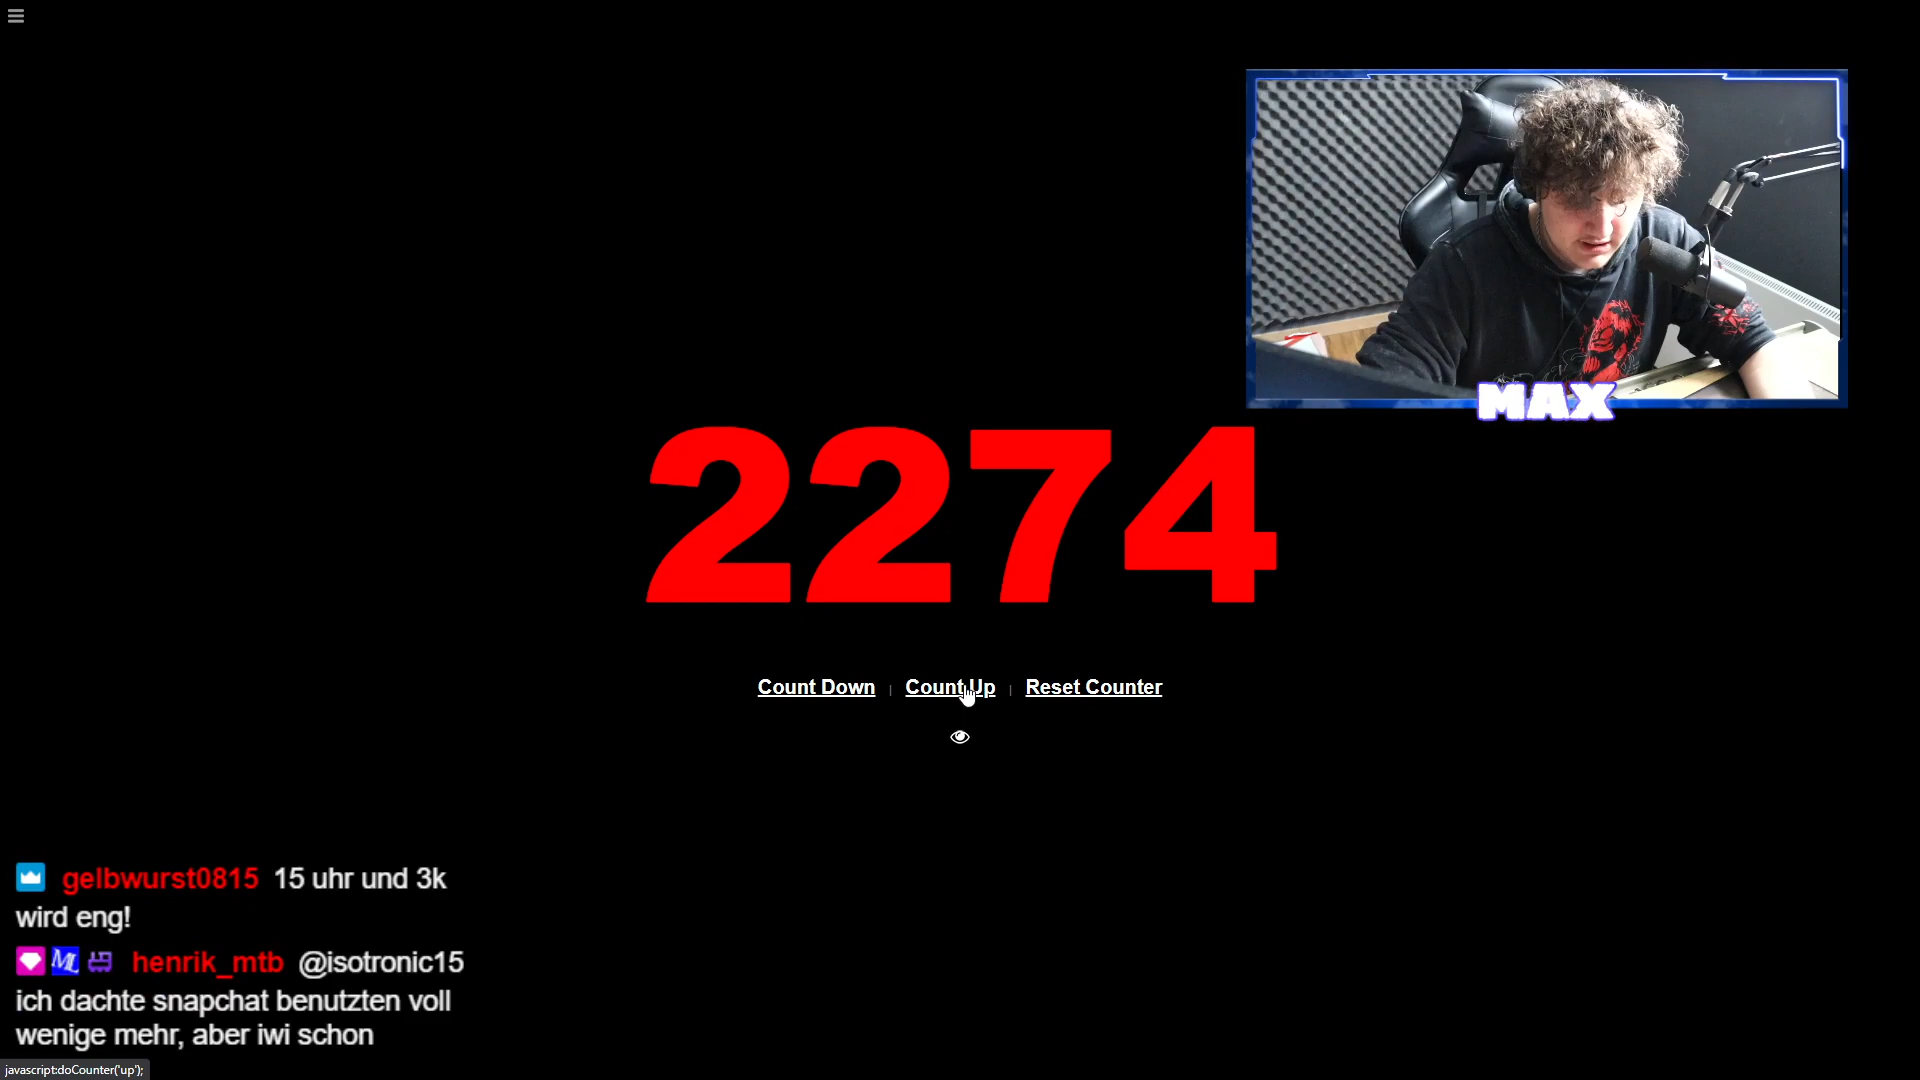 MAX
2274
Count Down | Count Up | Reset Counter
gelbwurst0815 15 uhr und 3k
wird eng!
ML henrik_mtb @isotronic15
ich dachte snapchat benutzten voll
wenige mehr, aber iwi schon
javascript:doCounter('up');